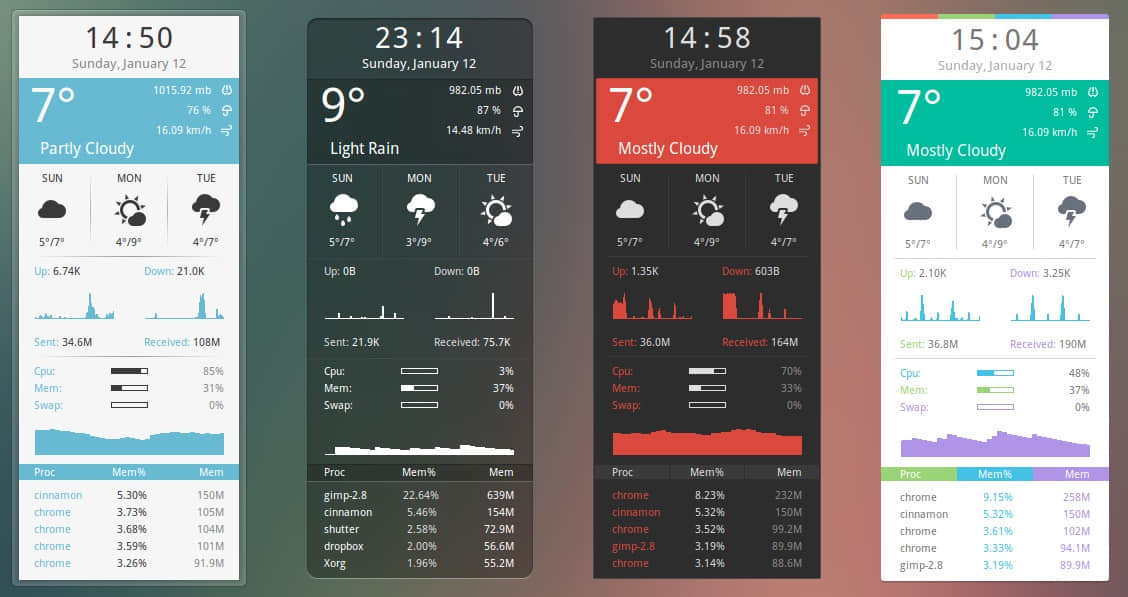 14:50
Sunday, January 12
7°
1015.92 mb
76 %
16.09 km/h
Partly Cloudy
SUN MON TUE
5°/7° 4°/9° 4°/7°
Up: 6.74K Down: 21.0K
Sent: 34.6M Received: 108M
Cpu: 85%
Mem: 31%
Swap: 0%
Proc Mem% Mem
cinnamon 5.30% 150M
chrome 3.73% 105M
chrome 3.68% 104M
chrome 3.59% 101M
chrome 3.26% 91.9M
23:14
Sunday, January 12
9°
982.05 mb
87 %
14.48 km/h
Light Rain
SUN MON TUE
5°/7° 3°/9° 4°/6°
Up: 0B Down: 0B
Sent: 21.9K Received: 75.7K
Cpu: 3%
Mem: 37%
Swap: 0%
Proc Mem% Mem
gimp-2.8 22.64% 639M
cinnamon 5.46% 154M
shutter 2.58% 72.9M
dropbox 2.00% 56.6M
Xorg 1.96% 55.2M
14:58
Sunday, January 12
7°
982.05 mb
81 %
16.09 km/h
Mostly Cloudy
SUN MON TUE
5°/7° 4°/9° 4°/7°
Up: 1.35K Down: 603B
Sent: 36.0M Received: 164M
Cpu: 70%
Mem: 33%
Swap: 0%
Proc Mem% Mem
chrome 8.23% 232M
cinnamon 5.32% 150M
chrome 3.52% 99.2M
gimp-2.8 3.19% 89.9M
chrome 3.14% 88.6M
15:04
Sunday, January 12
7°
982.05 mb
81 %
16.09 km/h
Mostly Cloudy
SUN MON TUE
5°/7° 4°/9° 4°/7°
Up: 2.10K Down: 3.25K
Sent: 36.8M Received: 190M
Cpu: 48%
Mem: 37%
Swap: 0%
Proc Mem% Mem
chrome 9.15% 258M
cinnamon 5.32% 150M
chrome 3.61% 102M
chrome 3.33% 94.1M
gimp-2.8 3.19% 89.9M